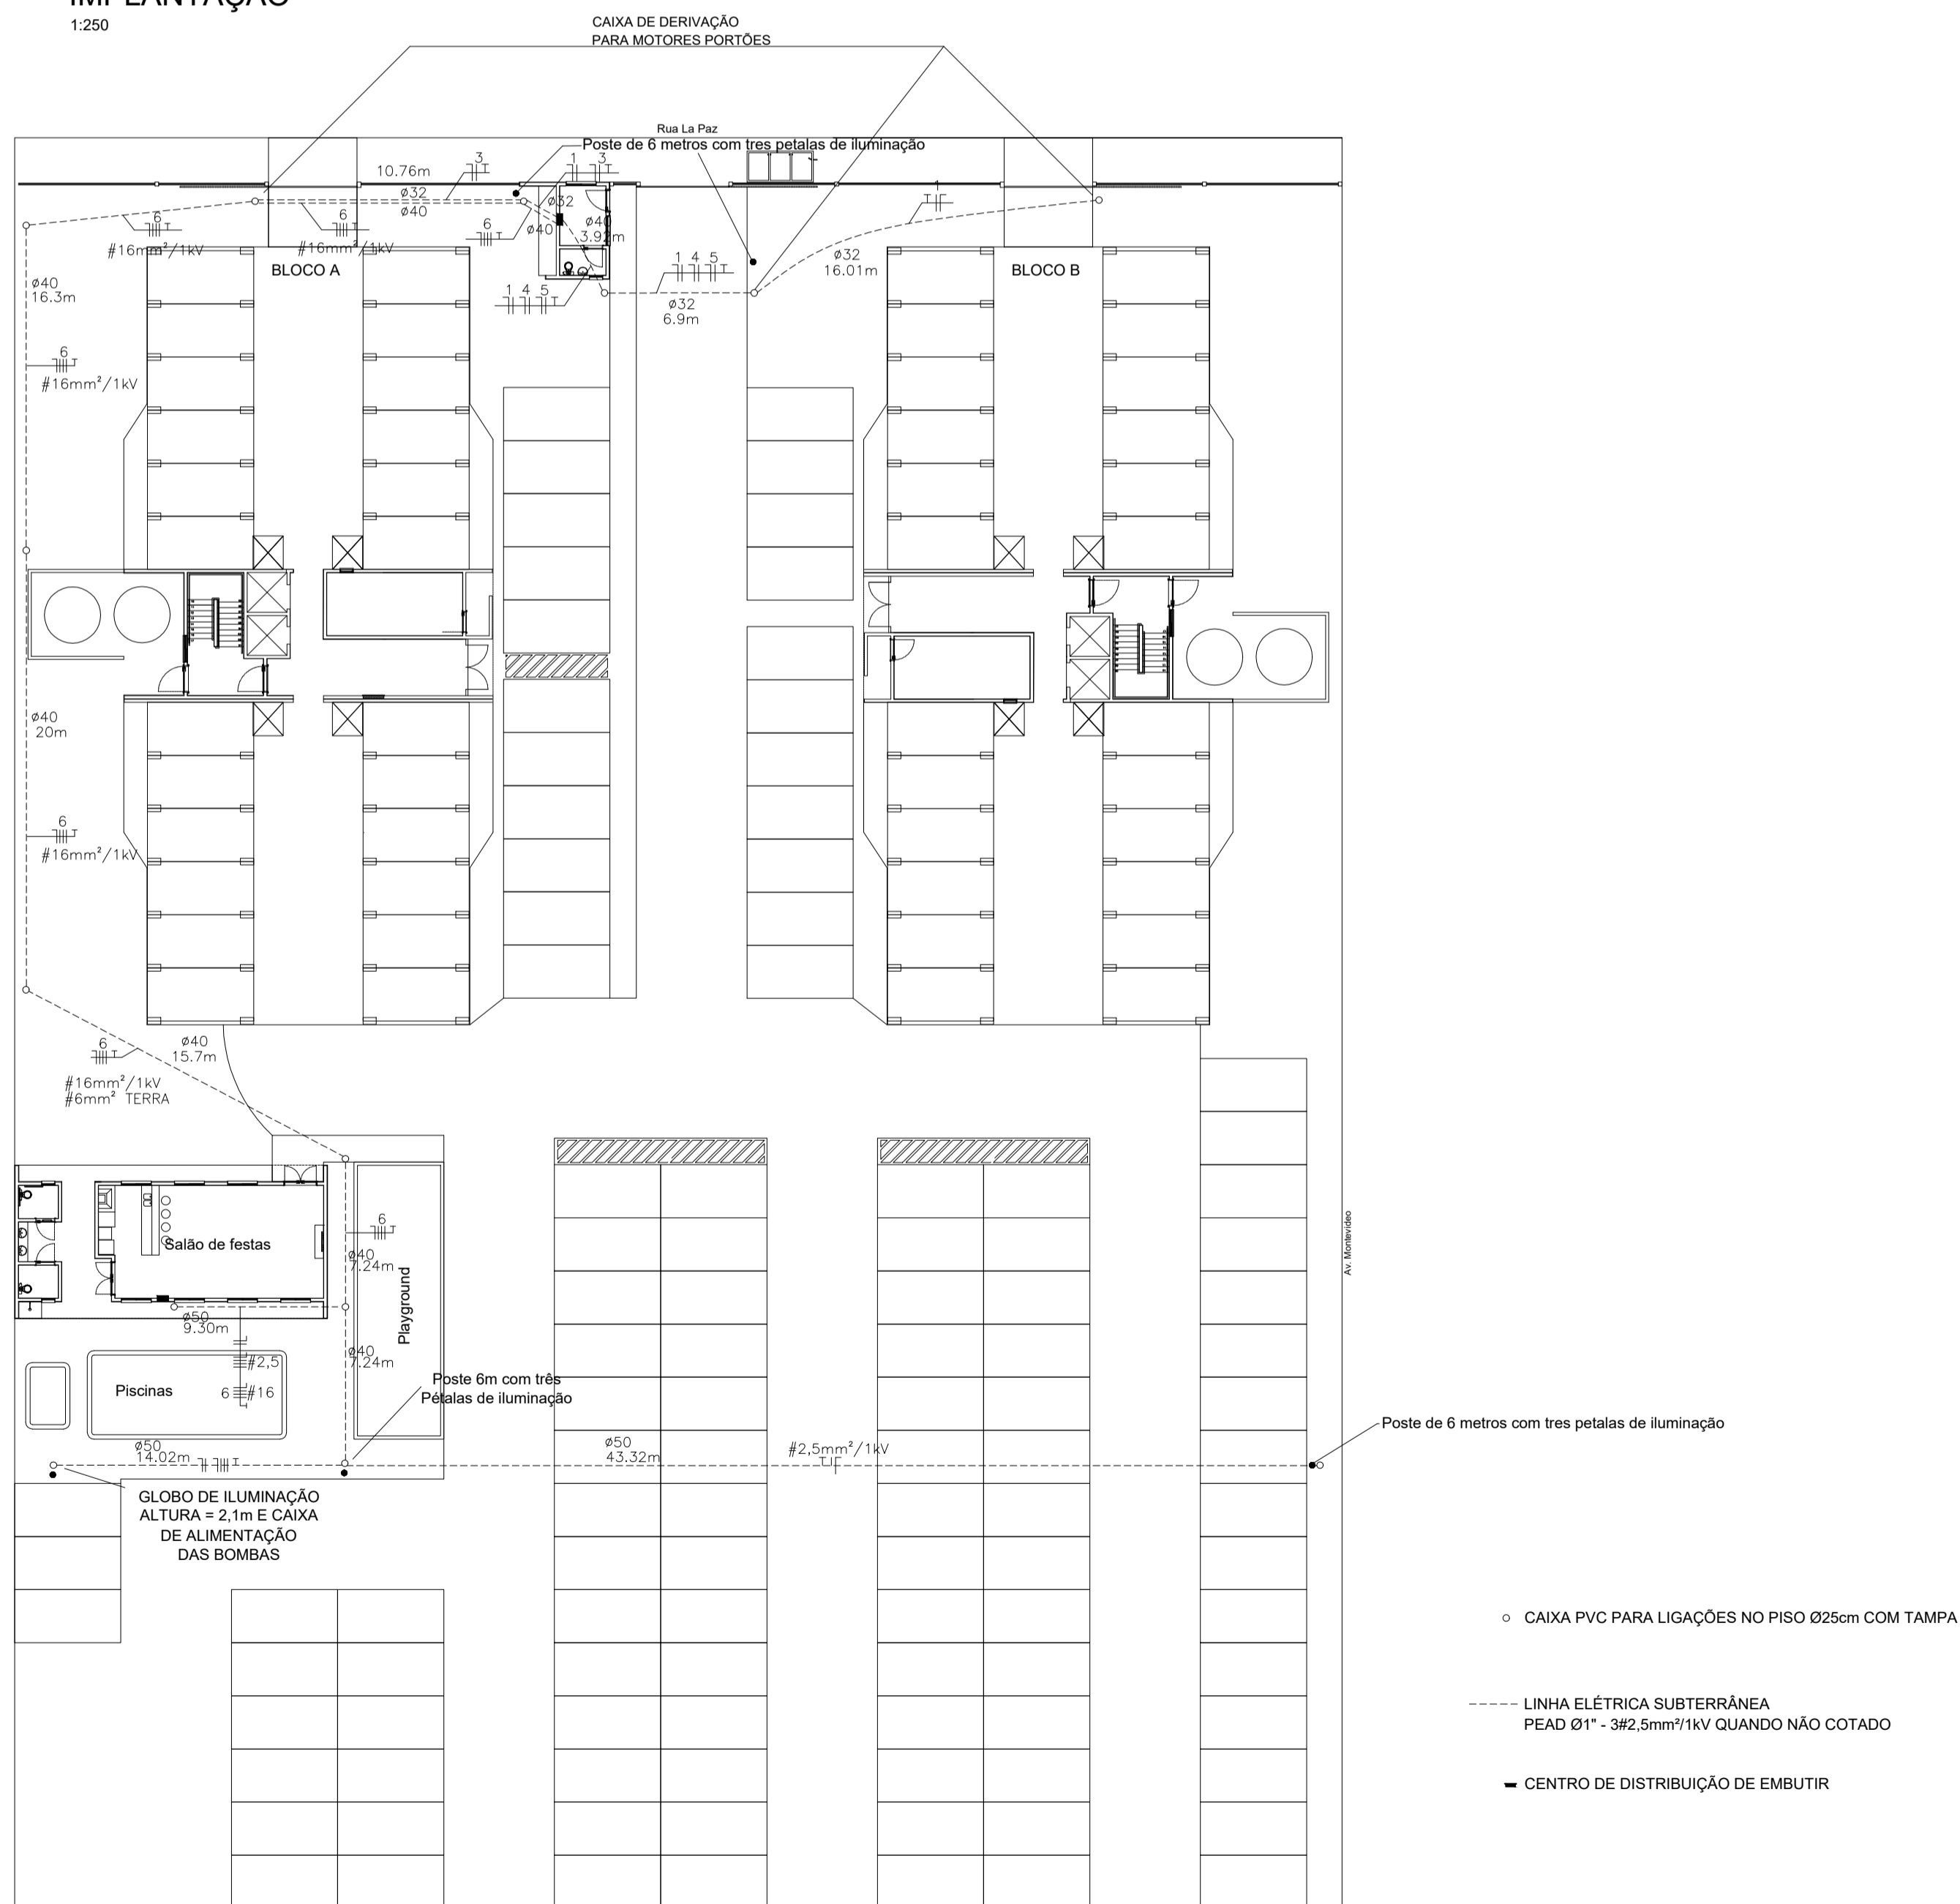 IMPLANTAÇÃO
1:250
CAIXA DE DERIVAÇÃO
PARA MOTORES PORTÕES
Rua La Paz
Poste de 6 metros com tres petalas de iluminação
10.76m
3
1
3
ø32
ø40
ø32
ø40
ø40
3.92m
1
6
6
6
#16mm²/1kV
#16mm²/1kV
BLOCO A
BLOCO B
1 4 5
1 4 5
ø32
16.01m
ø32
6.9m
ø40
16.3m
6
#16mm²/1kV
ø40
20m
6
#16mm²/1kV
ø40
15.7m
6
#16mm²/1kV
#6mm² TERRA
6
Salão de festas
ø40
7.24m
Playground
Av. Montevideo
ø50
9.30m
ø40
7.24m
#2,5
6
#16
Piscinas
Poste 6m com três
Pétalas de iluminação
Poste de 6 metros com tres petalas de iluminação
ø50
14.02m
ø50
43.32m
#2,5mm²/1kV
GLOBO DE ILUMINAÇÃO
ALTURA = 2,1m E CAIXA
DE ALIMENTAÇÃO
DAS BOMBAS
CAIXA PVC PARA LIGAÇÕES NO PISO Ø25cm COM TAMPA
LINHA ELÉTRICA SUBTERRÂNEA
PEAD Ø1" - 3#2,5mm²/1kV QUANDO NÃO COTADO
CENTRO DE DISTRIBUIÇÃO DE EMBUTIR